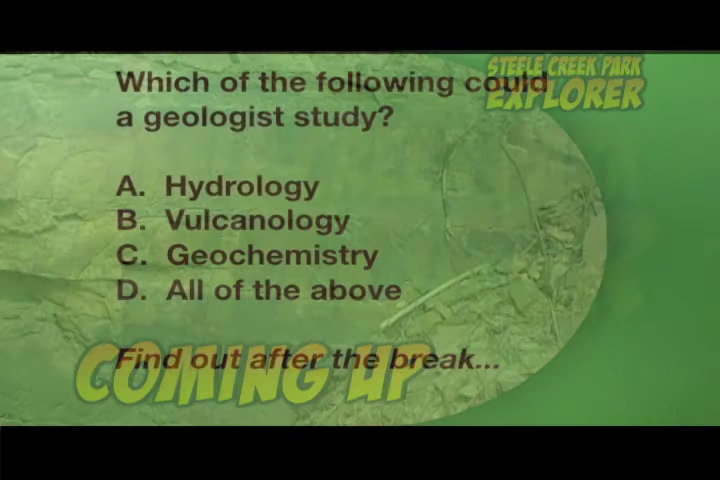 STEELE CREEK PARK
EXPLORER
Which of the following could
a geologist study?
A. Hydrology
B. Vulcanology
C. Geochemistry
D. All of the above
Find out after the break...
COMING UP